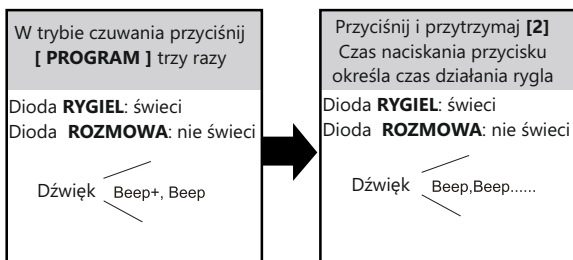 W trybie czuwania przyciśnij
[ PROGRAM ] trzy razy
Dioda RYGIEL: świeci
Dioda ROZMOWA: nie świeci
Dźwięk Beep+, Beep
Przyciśnij i przytrzymaj [2]
Czas naciskania przycisku
określa czas działania rygla
Dioda RYGIEL: świeci
Dioda ROZMOWA: nie świeci
Dźwięk Beep,Beep......